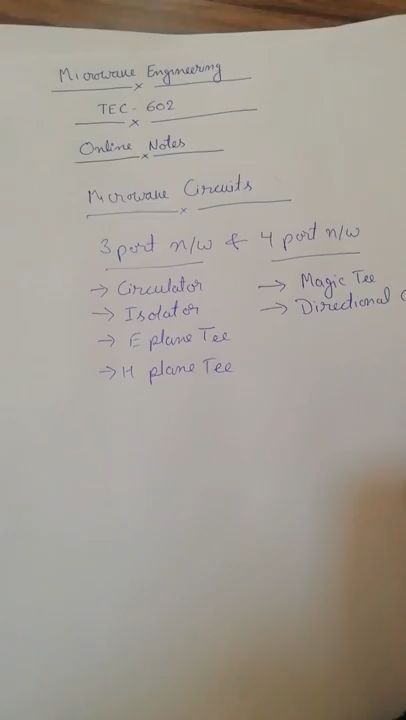 Microwave Engineering
TEC-602
Online Notes
Microwave Circuits
3 port n/w & 4 port n/w
→ Circulator → Magic Tee
→ Isolator → Directional C
→ E plane Tee
→ H plane Tee